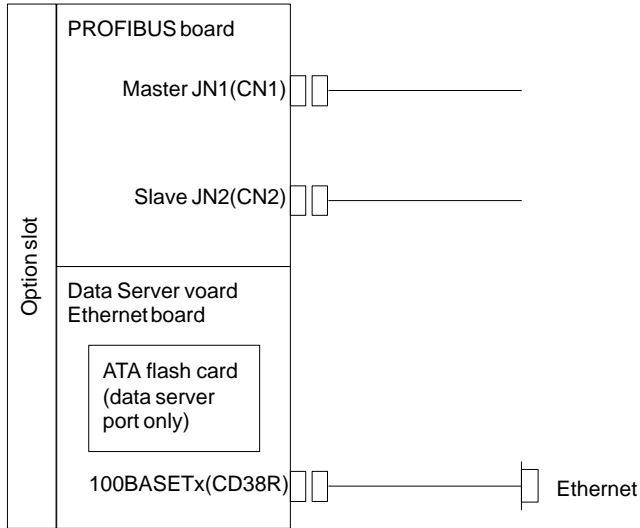 Option slot
PROFIBUS board
Master JN1(CN1)
Slave JN2(CN2)
Data Server voard
Ethernet board
ATA flash card
(data server
port only)
100BASETx(CD38R)
Ethernet